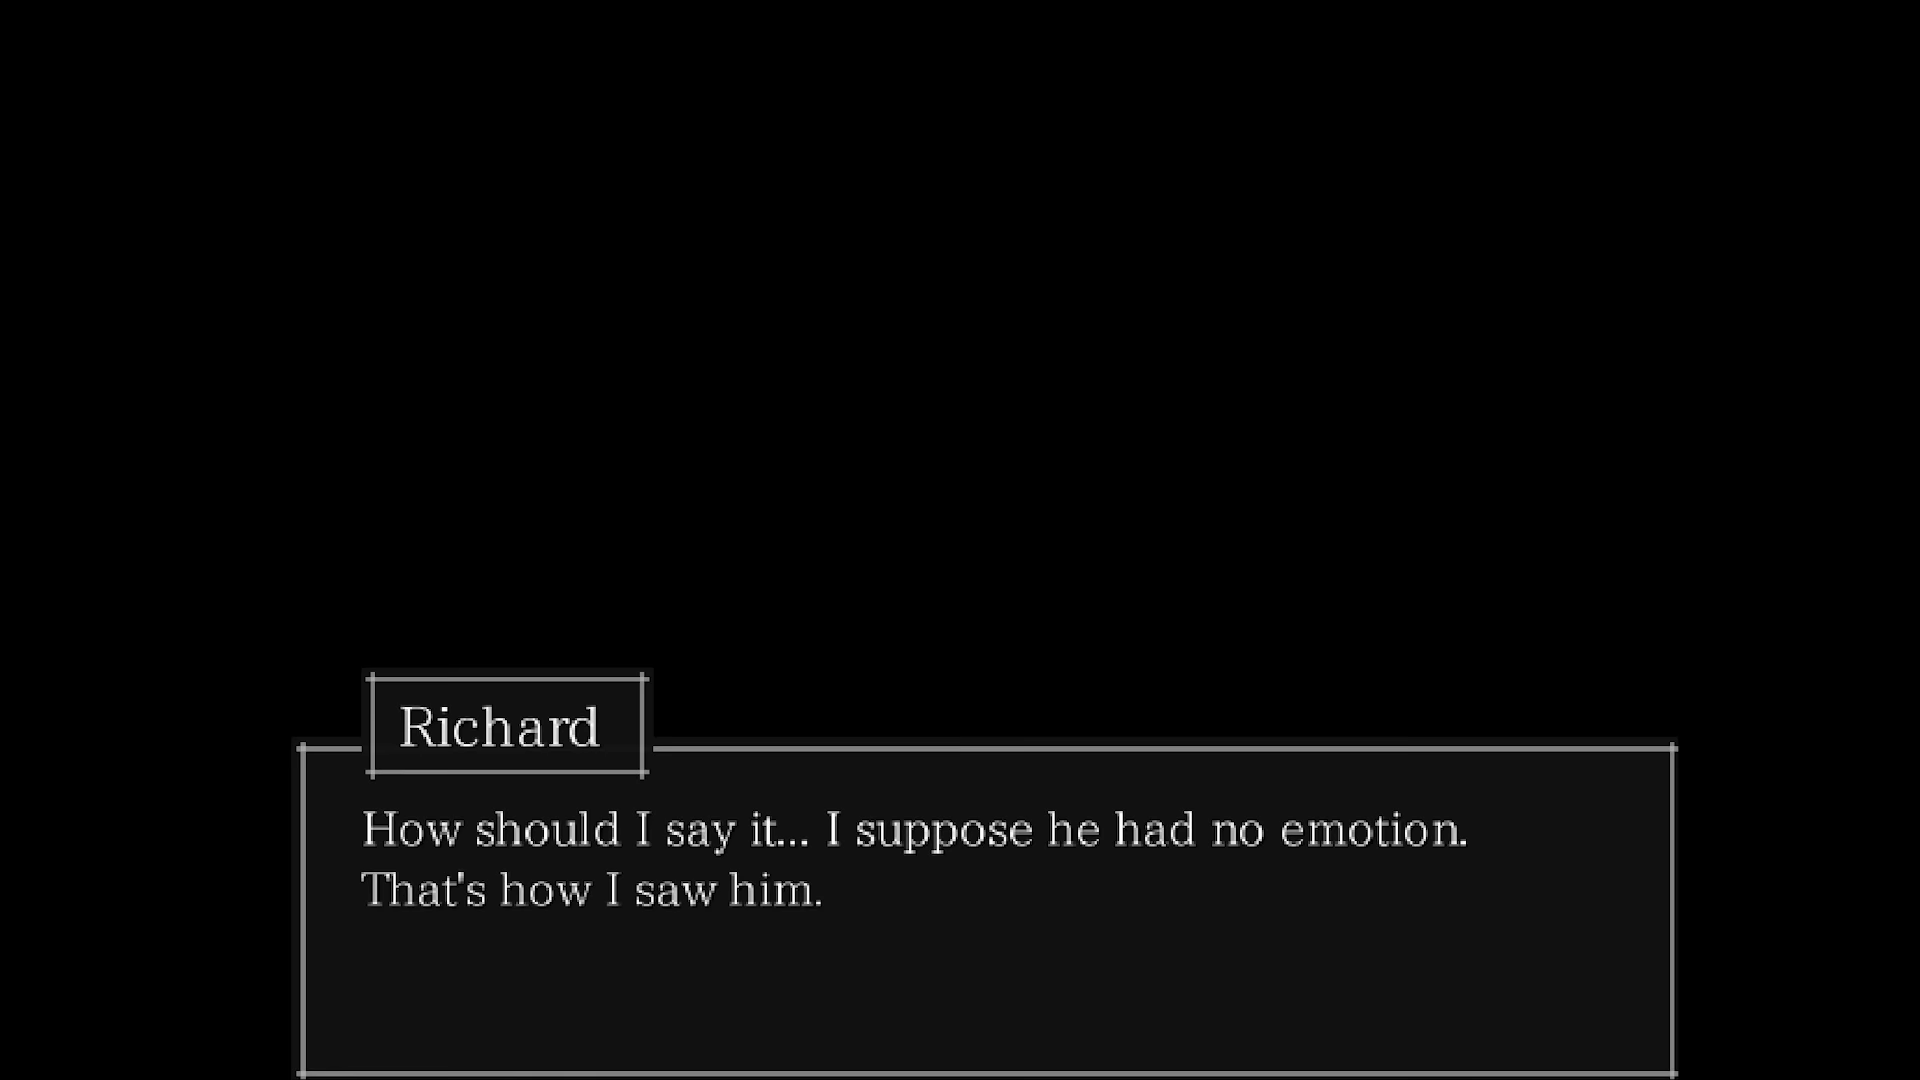 Richard
How should I say it... I suppose he had no emotion.
That's how I saw him.